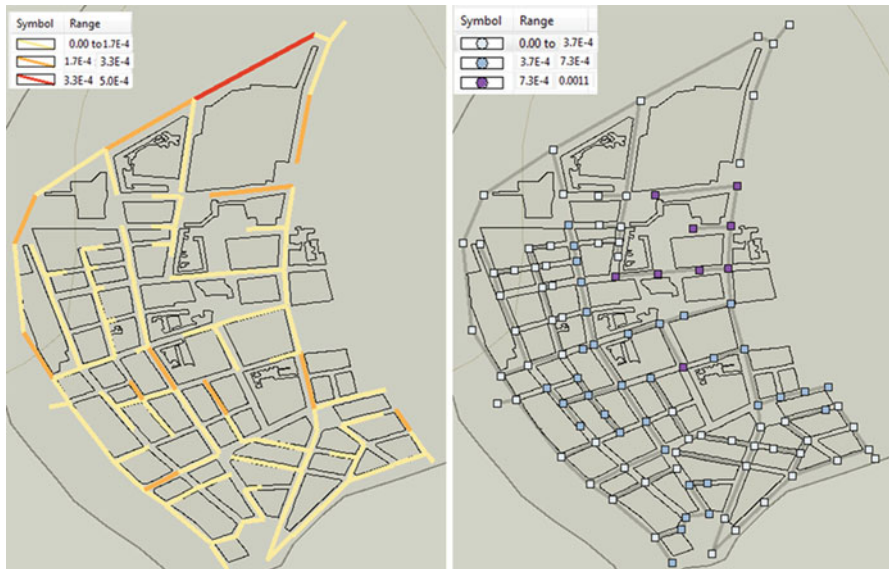 Symbol Range
0.00 to 1.7E-4
1.7E-4 3.3E-4
3.3E-4 5.0E-4
Symbol Range
0.00 to 3.7E-4
3.7E-4 7.3E-4
7.3E-4 0.0011